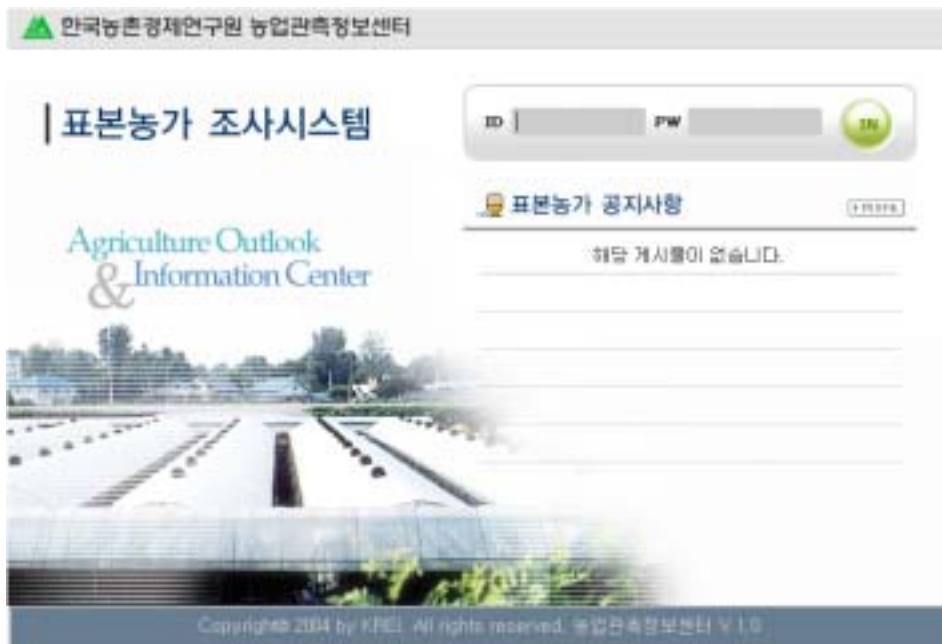 한국농촌경제연구원 농업관측정보센터
표본농가 조사시스템
ID PW IN
표본농가 공지사항
more
해당 게시물이 없습니다.
Agriculture Outlook
& Information Center
Copyright© 2004 by KREI. All rights reserved. 농업관측정보센터 V 1.0